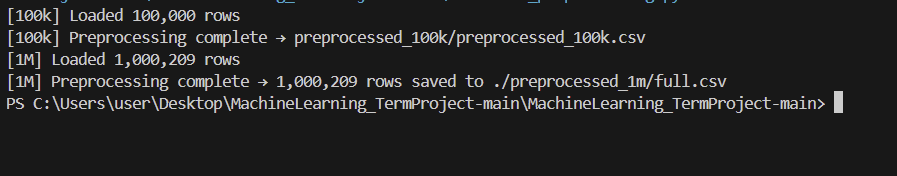 [100k] Loaded 100,000 rows
[100k] Preprocessing complete → preprocessed_100k/preprocessed_100k.csv
[1M] Loaded 1,000,209 rows
[1M] Preprocessing complete → 1,000,209 rows saved to ./preprocessed_1m/full.csv
PS C:\Users\user\Desktop\MachineLearning_TermProject-main\MachineLearning_TermProject-main>